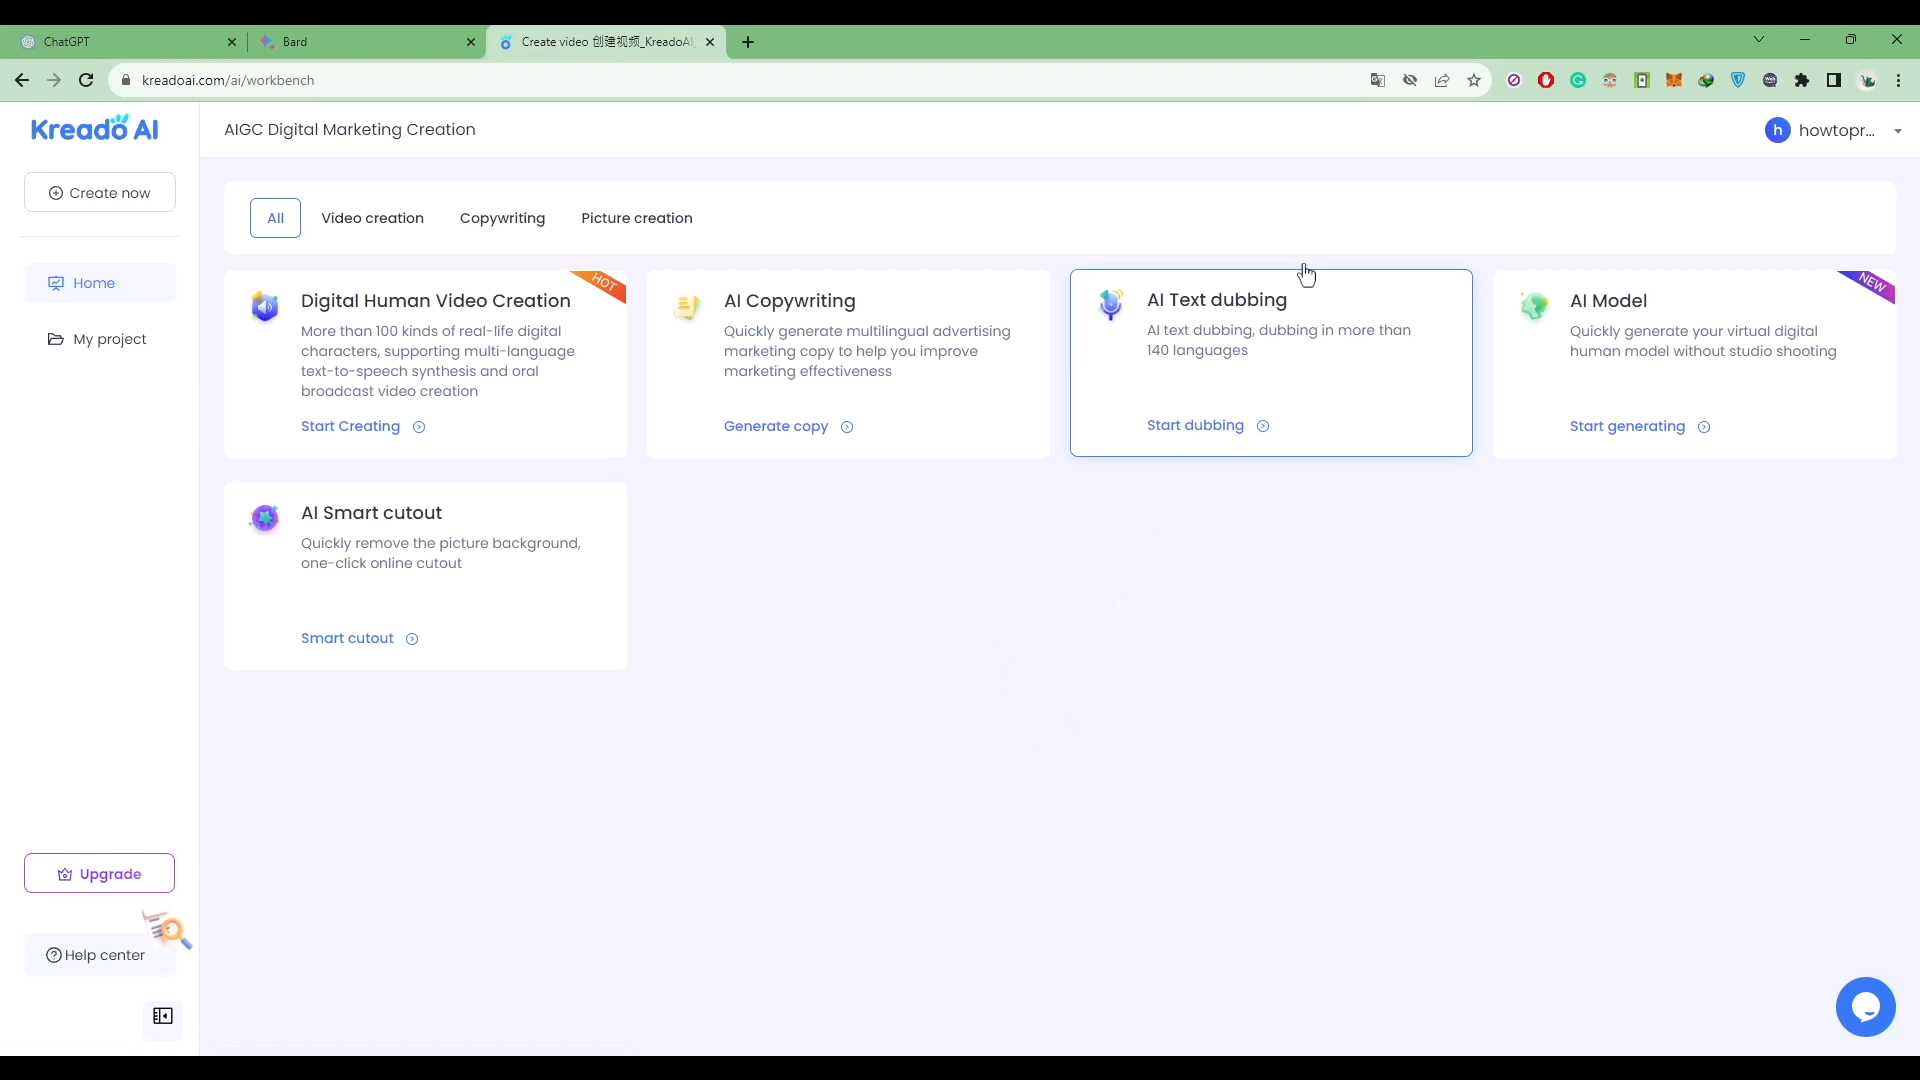 ChatGPT
Bard
Create video 创建视频_KreadoAI
kreadoai.com/ai/workbench
Kreado AI
AIGC Digital Marketing Creation
h
howtopr...
Create now
Home
My project
All
Video creation
Copywriting
Picture creation
HOT
Digital Human Video Creation
More than 100 kinds of real-life digital
characters, supporting multi-language
text-to-speech synthesis and oral
broadcast video creation
Start Creating
AI Copywriting
Quickly generate multilingual advertising
marketing copy to help you improve
marketing effectiveness
Generate copy
AI Text dubbing
AI text dubbing, dubbing in more than
140 languages
Start dubbing
NEW
AI Model
Quickly generate your virtual digital
human model without studio shooting
Start generating
AI Smart cutout
Quickly remove the picture background,
one-click online cutout
Smart cutout
Upgrade
Help center